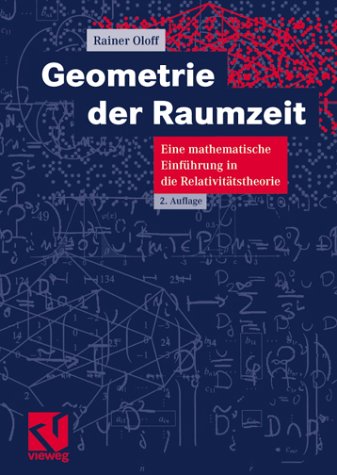 Rainer Oloff
Geometrie
der Raumzeit
Eine mathematische
Einführung in
die Relativitätstheorie
2. Auflage
vieweg